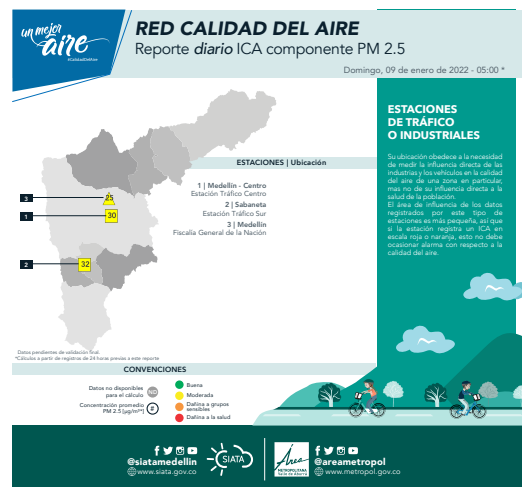 un mejor
aire
#CalidadDelAire
RED CALIDAD DEL AIRE
Reporte diario ICA componente PM 2.5
Domingo, 09 de enero de 2022 - 05:00 *
ESTACIONES
DE TRÁFICO
O INDUSTRIALES
Su ubicación obedece a la necesidad
de medir la influencia directa de las
industrias y los vehículos en la calidad
del aire de una zona en particular,
mas no de su influencia directa a la
salud de la población.
El área de influencia de los datos
registrados por este tipo de
estaciones es más pequeña, así que
si la estación registra un ICA en
escala roja o naranja, esto no debe
ocasionar alarma con respecto a la
calidad del aire.
ESTACIONES | Ubicación
1 | Medellín - Centro
Estación Tráfico Centro
2 | Sabaneta
Estación Tráfico Sur
3 | Medellín
Fiscalía General de la Nación
3
25
1
30
2
32
Datos pendientes de validación final.
*Cálculos a partir de registros de 24 horas previas a este reporte
CONVENCIONES
Datos no disponibles
para el cálculo
Concentración promedio
PM 2.5 [µg/m³]
#
Buena
Moderada
Dañina a grupos
sensibles
Dañina a la salud
@siatamedellin
www.siata.gov.co
SIATA
Área
METROPOLITANA
Valle de Aburrá
@areametropol
www.metropol.gov.co